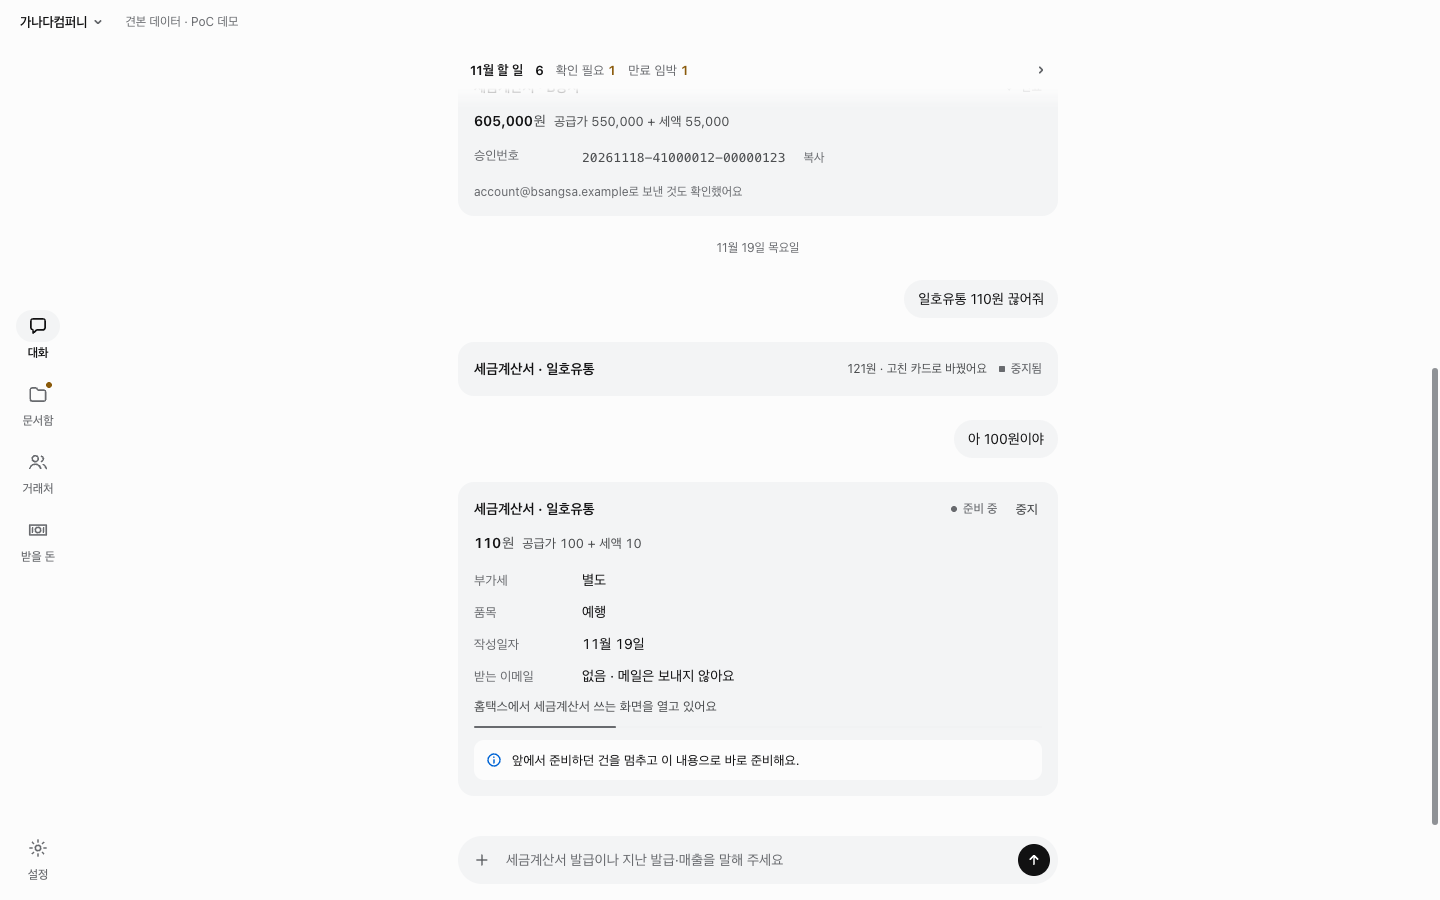 가나다컴퍼니
견본 데이터 · PoC 데모
11월 할 일 6 확인 필요 1 만료 임박 1
605,000원 공급가 550,000 + 세액 55,000
승인번호 20261118-41000012-00000123 복사
account@bsangsa.example로 보낸 것도 확인했어요
11월 19일 목요일
일호유통 110원 끊어줘
세금계산서 · 일호유통 121원 · 고친 카드로 바꿨어요 중지됨
아 100원이야
세금계산서 · 일호유통 준비 중 중지
110원 공급가 100 + 세액 10
부가세 별도
품목 예행
작성일자 11월 19일
받는 이메일 없음 · 메일은 보내지 않아요
홈택스에서 세금계산서 쓰는 화면을 열고 있어요
앞에서 준비하던 건을 멈추고 이 내용으로 바로 준비해요.
대화
문서함
거래처
받을 돈
설정
세금계산서 발급이나 지난 발급·매출을 말해 주세요